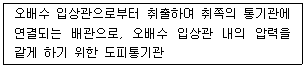 오배수 입상관으로부터 취출하여 취쪽의 통기관에
연결되는 배관으로, 오배수 입상관 내의 압력을
같게 하기 위한 도피통기관